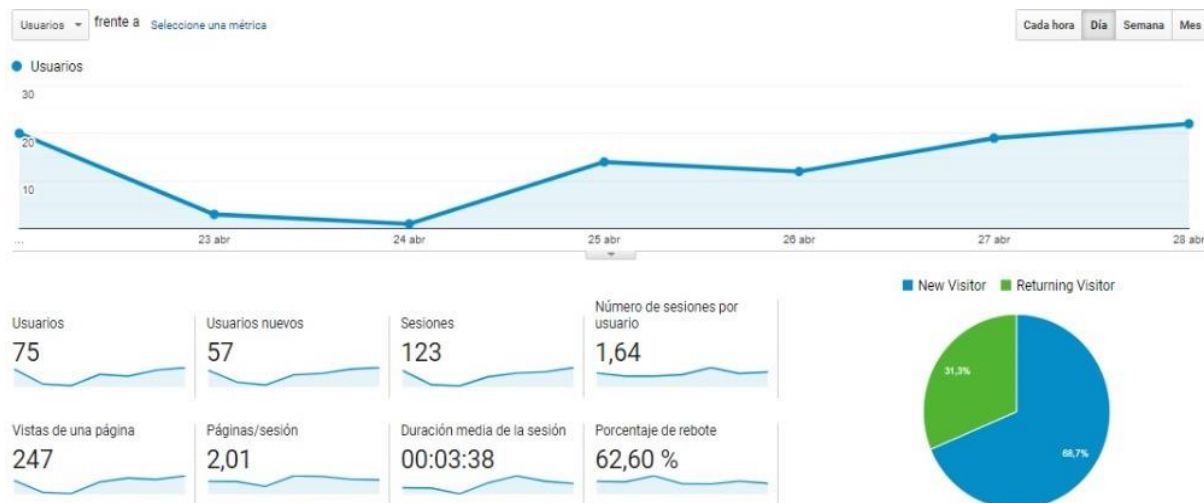 Usuarios frente a Seleccione una métrica Cada hora Día Semana Mes
Usuarios
30
20
10
... 23 abr 24 abr 25 abr 26 abr 27 abr 28 abr
New Visitor Returning Visitor
Usuarios Usuarios nuevos Sesiones Número de sesiones por usuario
75 57 123 1,64
31,3%
68,7%
Vistas de una página Páginas/sesión Duración media de la sesión Porcentaje de rebote
247 2,01 00:03:38 62,60 %